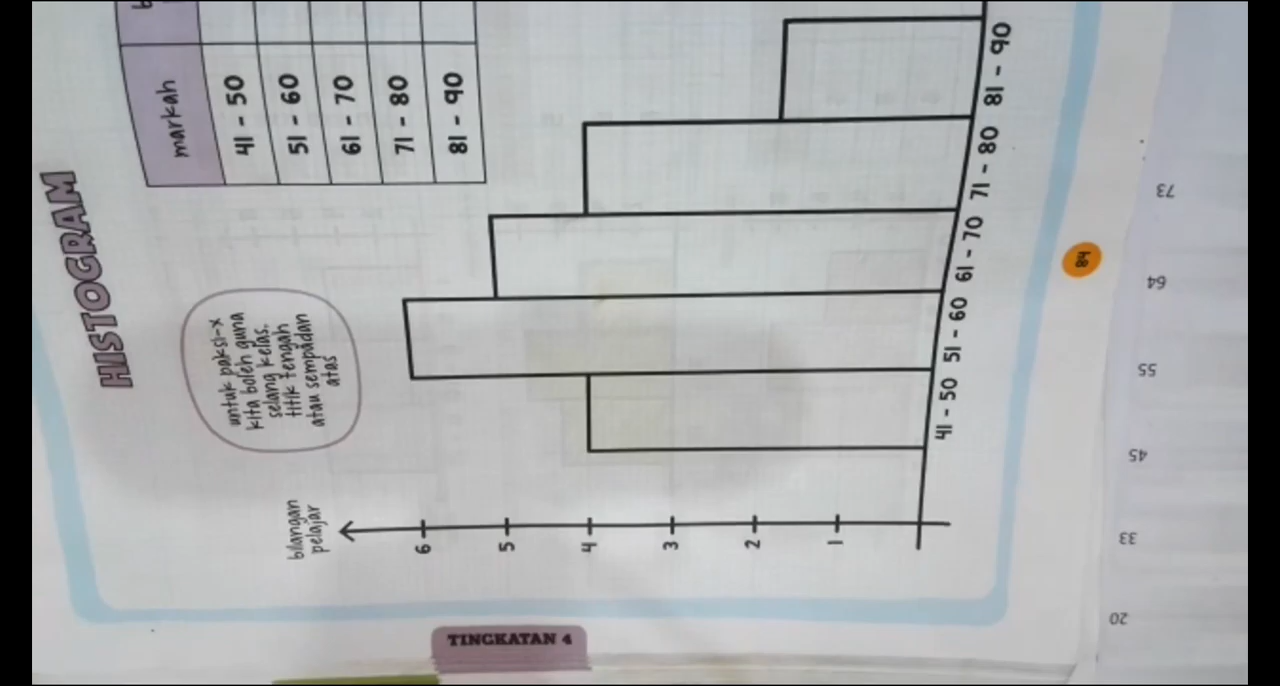 HISTOGRAM
markah
41 - 50
51 - 60
61 - 70
71 - 80
81 - 90
untuk paksi-x
kita boleh guna
selang kelas,
titik tengah
atau sempadan
atas
bilangan
pelajar
6
5
4
3
2
1
41 - 50 51 - 60 61 - 70 71 - 80 81 - 90
84
TINGKATAN 4
20
33
45
55
64
73